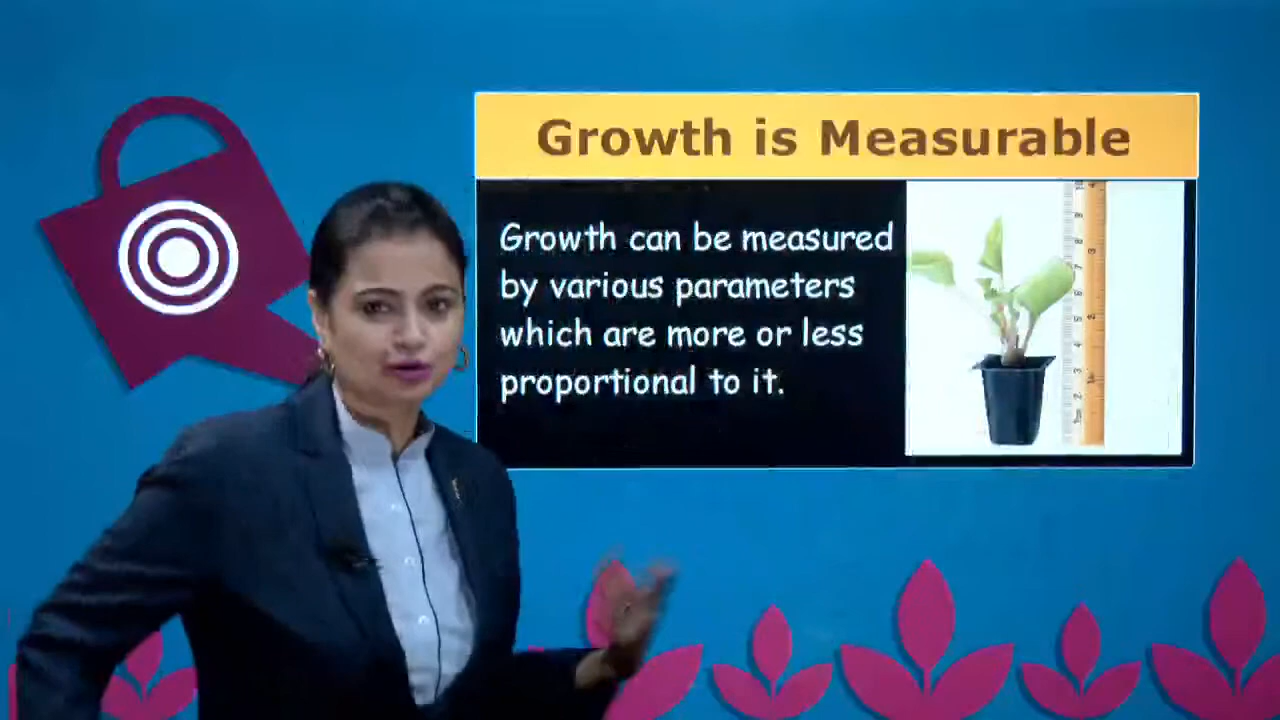 Growth is Measurable
Growth can be measured
by various parameters
which are more or less
proportional to it.